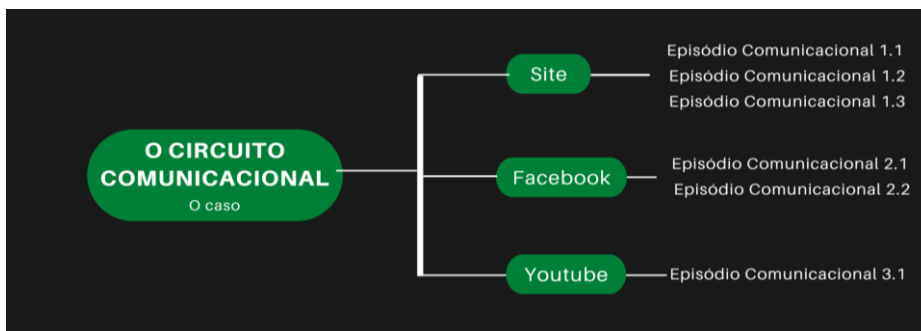 O CIRCUITO
COMUNICACIONAL
O caso
Site
Episódio Comunicacional 1.1
Episódio Comunicacional 1.2
Episódio Comunicacional 1.3
Facebook
Episódio Comunicacional 2.1
Episódio Comunicacional 2.2
Youtube
Episódio Comunicacional 3.1